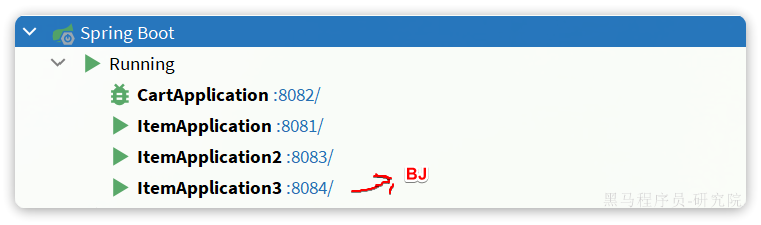 Spring Boot
Running
CartApplication :8082/
ItemApplication :8081/
ItemApplication2 :8083/
ItemApplication3 :8084/ BJ
黑马程序员-研究院